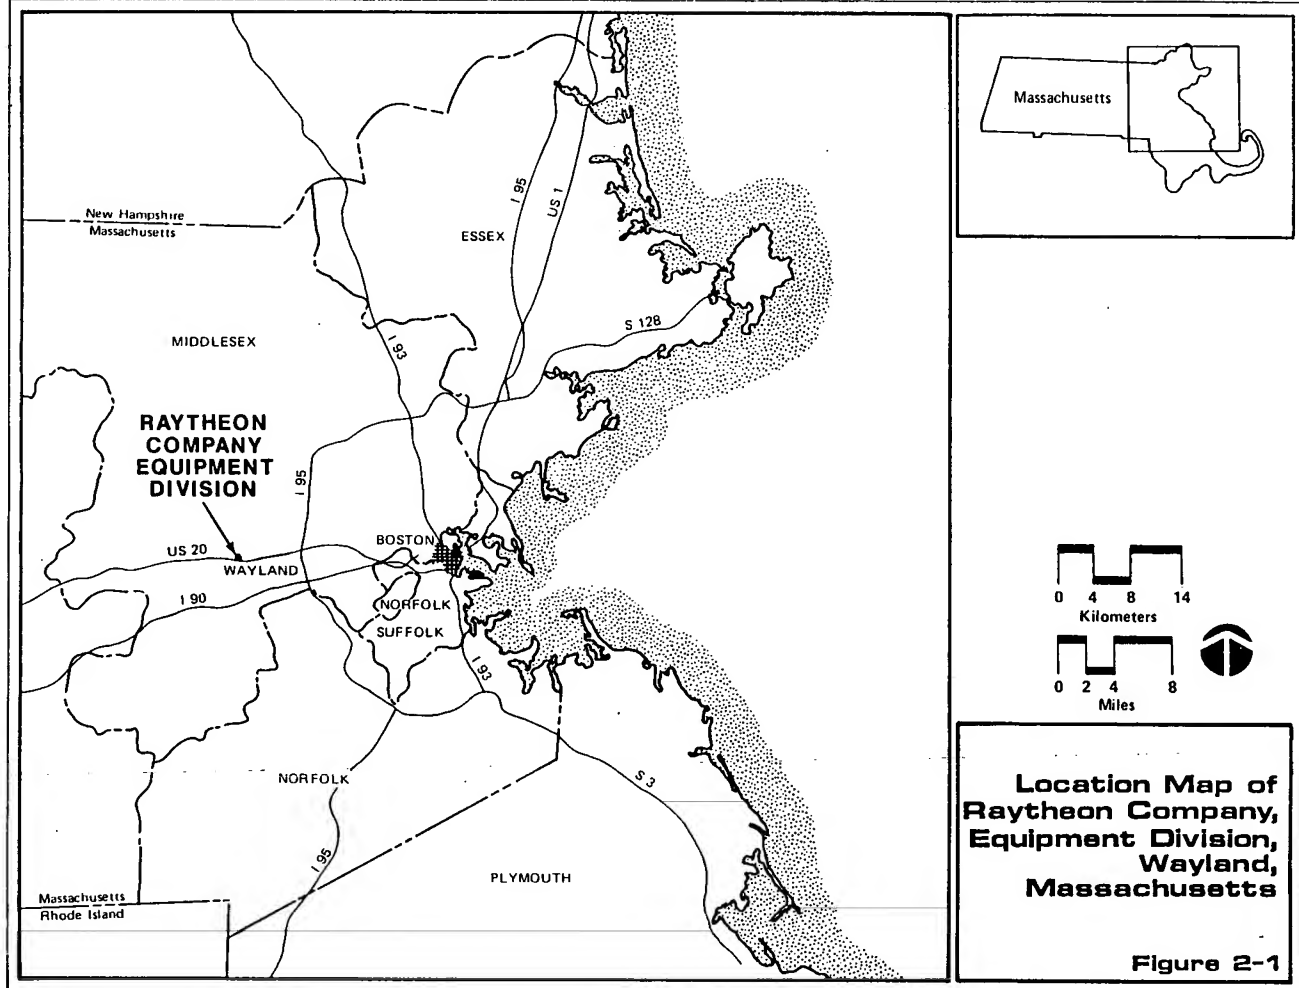 Massachusetts
I 95
US 1
ESSEX
New Hampshire
Massachusetts
S 128
MIDDLESEX
I 93
RAYTHEON
COMPANY
EQUIPMENT
DIVISION
I 95
BOSTON
US 20
WAYLAND
I 90
NORFOLK
SUFFOLK
I 93
NORFOLK
S 3
I 95
PLYMOUTH
Massachusetts
Rhode Island
0 4 8 14
Kilometers
0 2 4 8
Miles
Location Map of
Raytheon Company,
Equipment Division,
Wayland,
Massachusetts
Figure 2-1